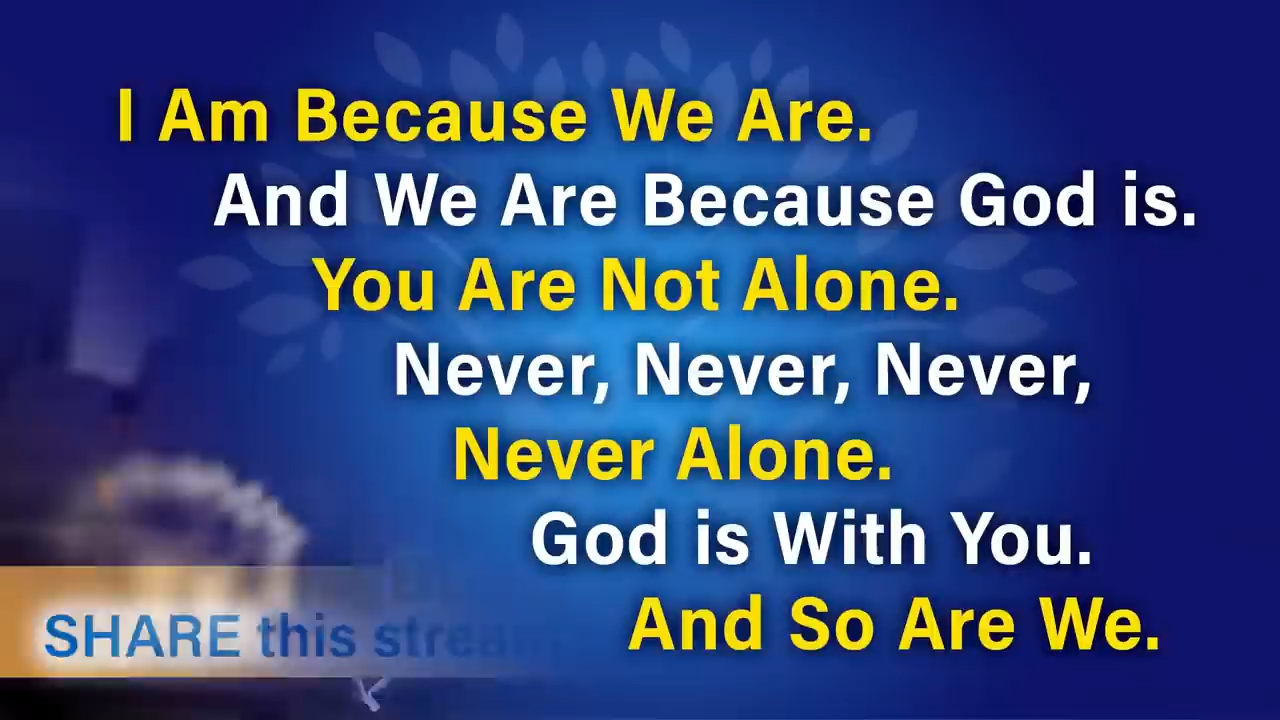 I Am Because We Are.
And We Are Because God is.
You Are Not Alone.
Never, Never, Never,
Never Alone.
God is With You.
And So Are We.
SHARE this stream